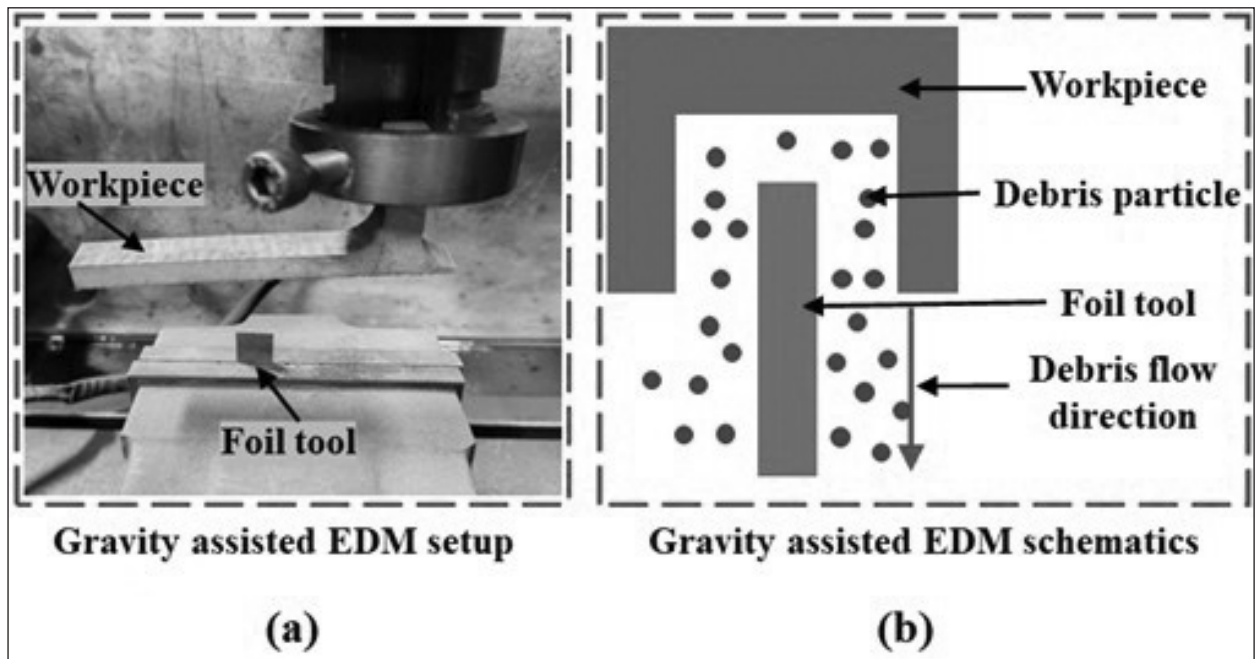 Workpiece
Foil tool
Gravity assisted EDM setup
(a)
Workpiece
Debris particle
Foil tool
Debris flow
direction
Gravity assisted EDM schematics
(b)